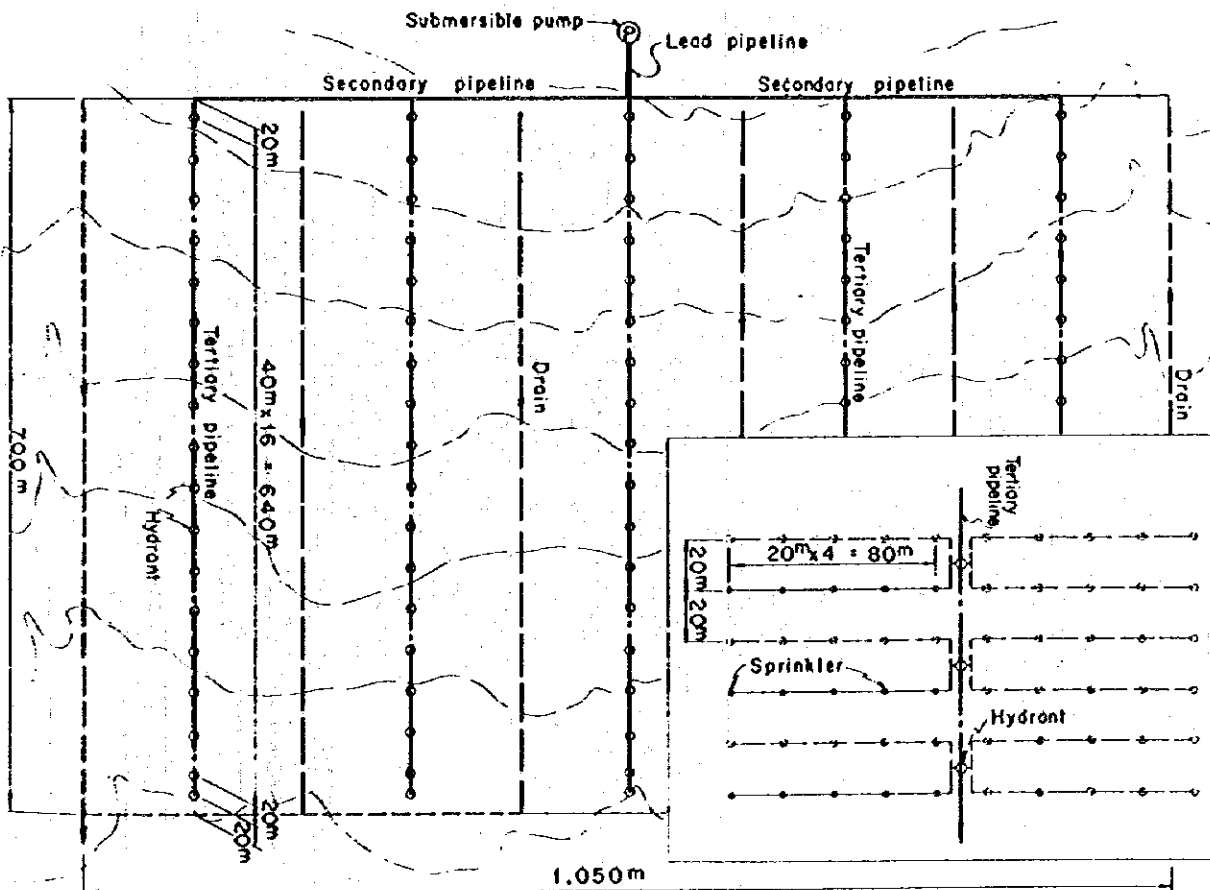 Submersible pump
Lead pipeline
Secondary pipeline
Secondary pipeline
20m
Tertiary pipeline
Tertiary pipeline
Drain
Drain
40m x 16 = 640m
700m
Hydrant
20m
20m
1.050m
Tertiary
pipeline
20m x 4 = 80m
20m
20m
Sprinkler
Hydrant